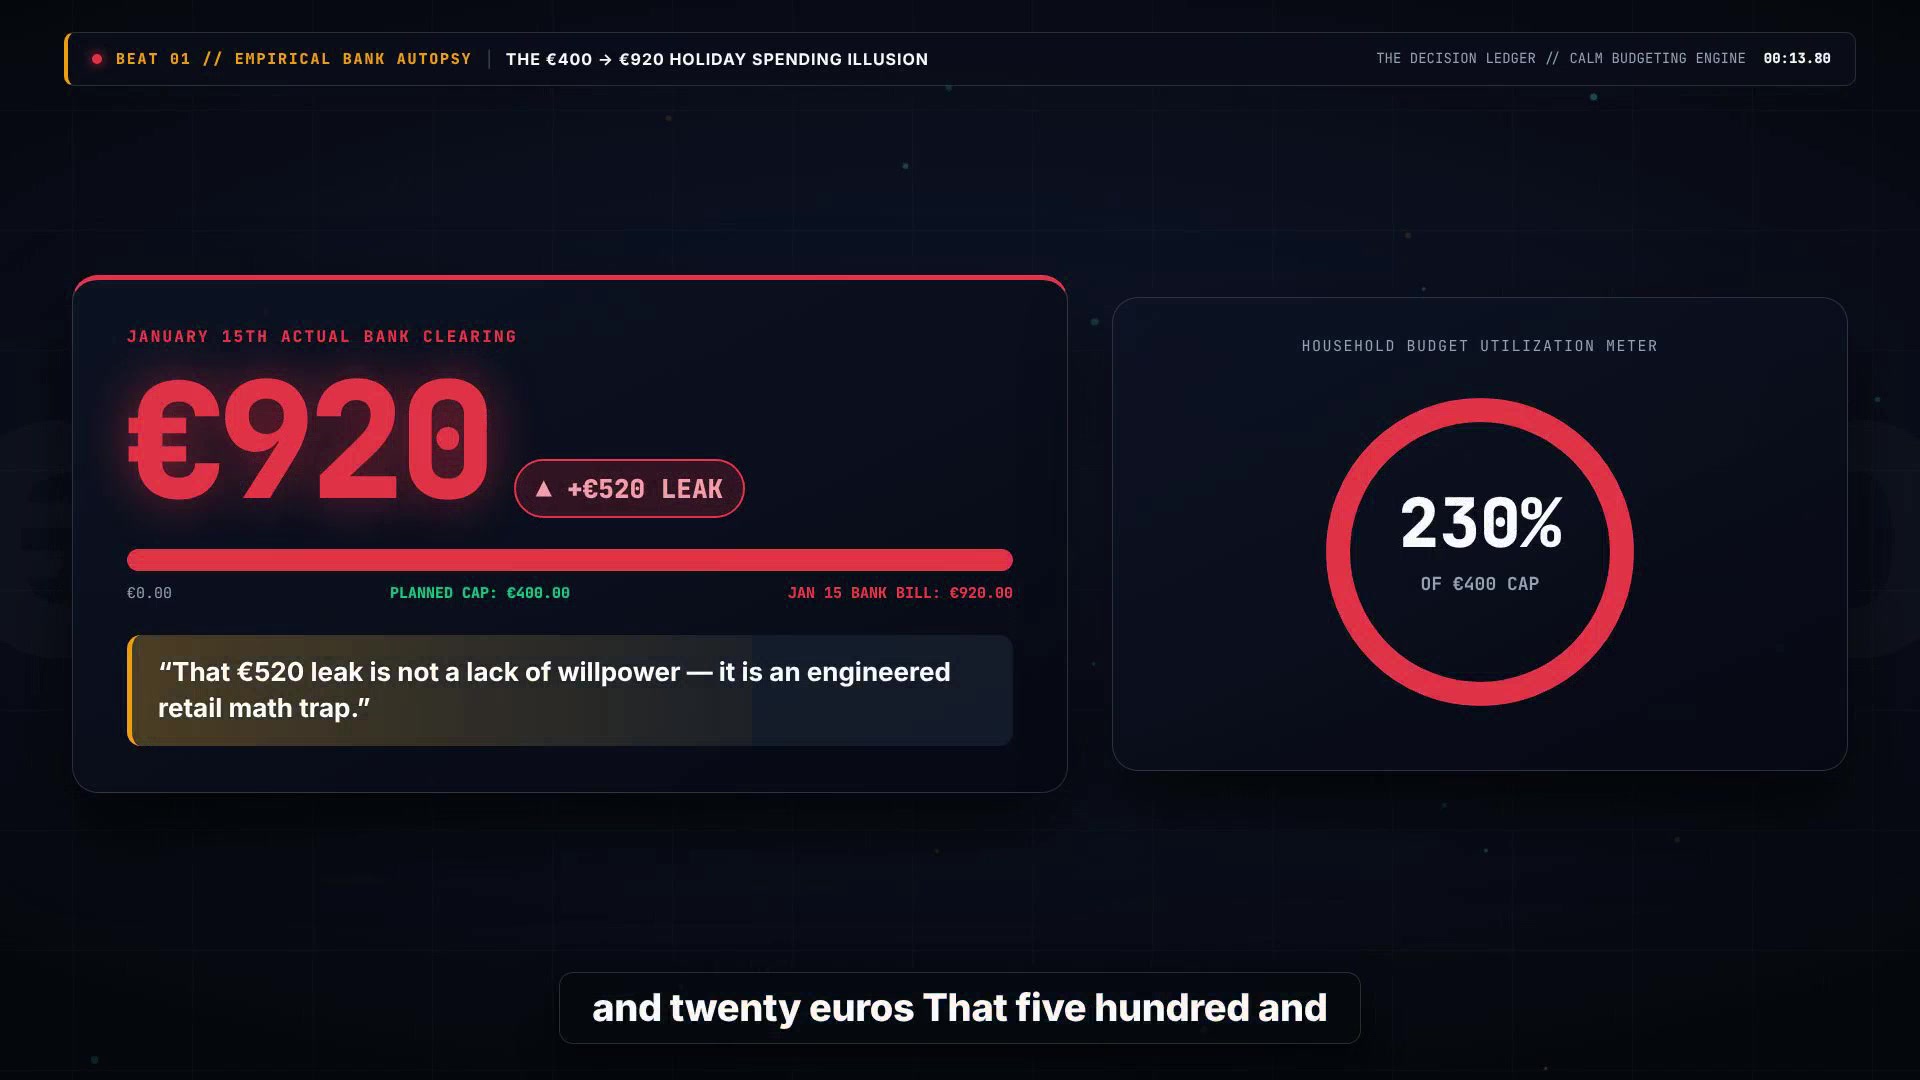 BEAT 01 // EMPIRICAL BANK AUTOPSY | THE €400 → €920 HOLIDAY SPENDING ILLUSION
THE DECISION LEDGER // CALM BUDGETING ENGINE 00:13.80
JANUARY 15TH ACTUAL BANK CLEARING
€920
▲ +€520 LEAK
€0.00
PLANNED CAP: €400.00
JAN 15 BANK BILL: €920.00
“That €520 leak is not a lack of willpower — it is an engineered
retail math trap.”
HOUSEHOLD BUDGET UTILIZATION METER
230%
OF €400 CAP
and twenty euros That five hundred and